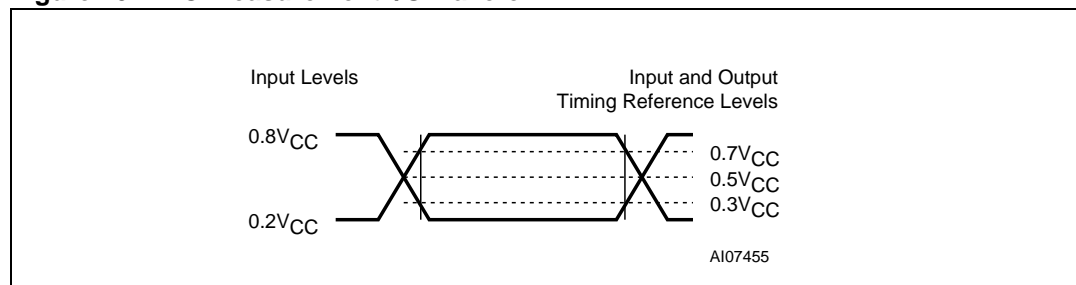 Input Levels
Input and Output
Timing Reference Levels
0.8VCC
0.7VCC
0.5VCC
0.3VCC
0.2VCC
AI07455